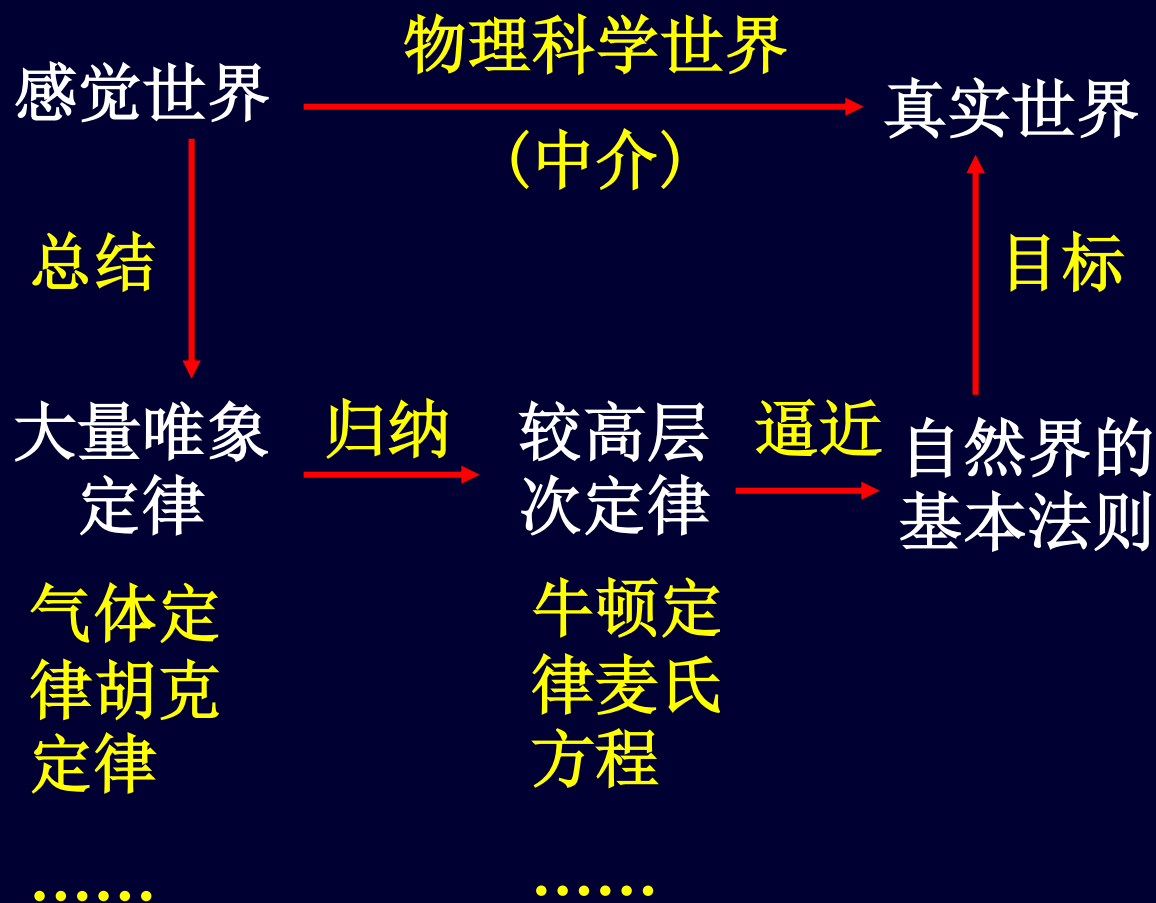 物理科学世界
感觉世界
真实世界
(中介)
总结
目标
大量唯象
定律
归纳
较高层
次定律
逼近
自然界的
基本法则
气体定
律胡克
定律
……
牛顿定
律麦氏
方程
……